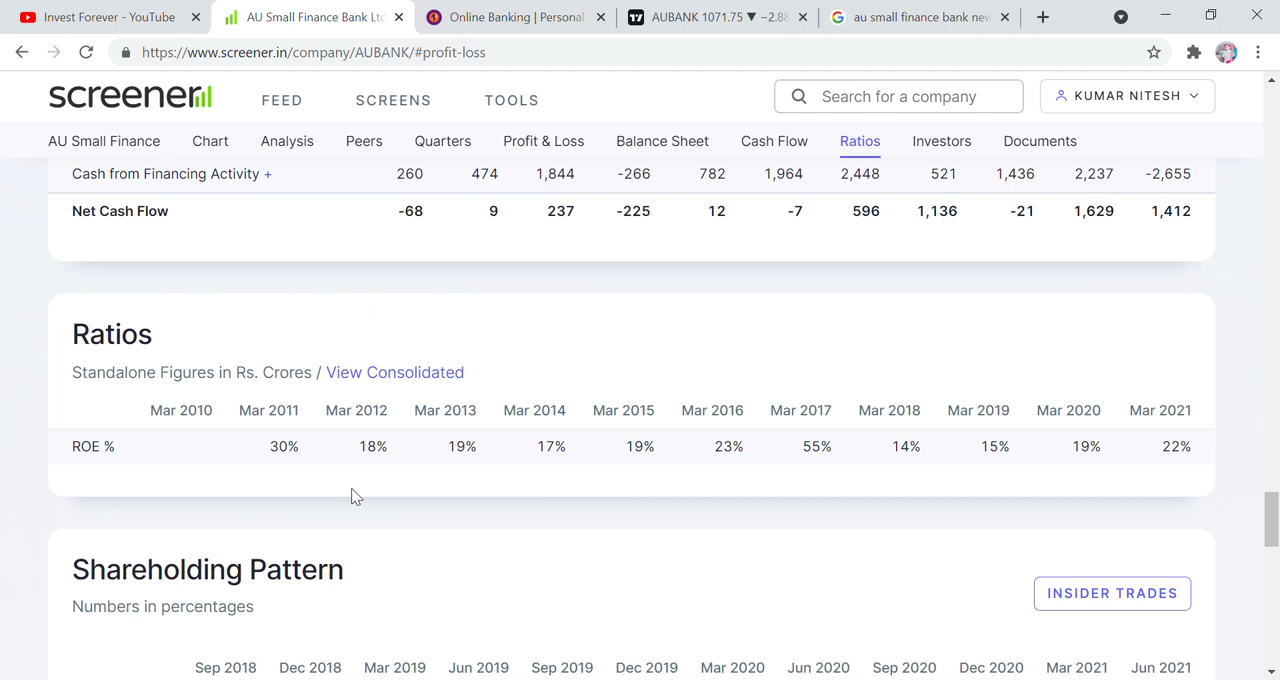 Invest Forever - YouTube
AU Small Finance Bank Ltd
Online Banking | Personal
AUBANK 1071.75 ▼ −2.88
au small finance bank new
https://www.screener.in/company/AUBANK/#profit-loss
screener
FEED SCREENS TOOLS
Search for a company
KUMAR NITESH
AU Small Finance Chart Analysis Peers Quarters Profit & Loss Balance Sheet Cash Flow Ratios Investors Documents
Cash from Financing Activity + 260 474 1,844 -266 782 1,964 2,448 521 1,436 2,237 -2,655
Net Cash Flow -68 9 237 -225 12 -7 596 1,136 -21 1,629 1,412
Ratios
Standalone Figures in Rs. Crores / View Consolidated
Mar 2010 Mar 2011 Mar 2012 Mar 2013 Mar 2014 Mar 2015 Mar 2016 Mar 2017 Mar 2018 Mar 2019 Mar 2020 Mar 2021
ROE % 30% 18% 19% 17% 19% 23% 55% 14% 15% 19% 22%
Shareholding Pattern
Numbers in percentages
INSIDER TRADES
Sep 2018 Dec 2018 Mar 2019 Jun 2019 Sep 2019 Dec 2019 Mar 2020 Jun 2020 Sep 2020 Dec 2020 Mar 2021 Jun 2021